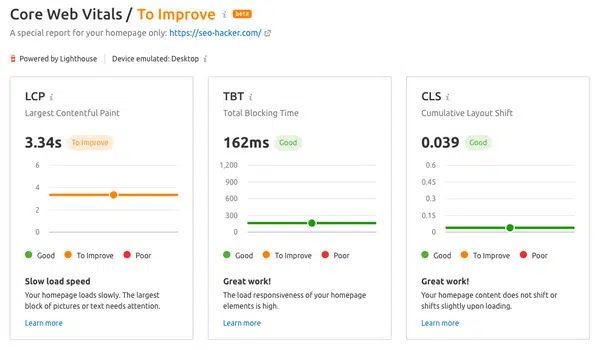 Core Web Vitals / To Improve i beta
A special report for your homepage only: https://seo-hacker.com/
Powered by Lighthouse Device emulated: Desktop i
LCP i
Largest Contentful Paint
3.34s To Improve
6
4
2
0
Good To Improve Poor
Slow load speed
Your homepage loads slowly. The largest
block of pictures or text needs attention.
Learn more
TBT i
Total Blocking Time
162ms Good
1,200
900
600
300
0
Good To Improve Poor
Great work!
The load responsiveness of your homepage
elements is high.
Learn more
CLS i
Cumulative Layout Shift
0.039 Good
0.6
0.45
0.3
0.15
0
Good To Improve Poor
Great work!
Your homepage content does not shift or
shifts slightly upon loading.
Learn more